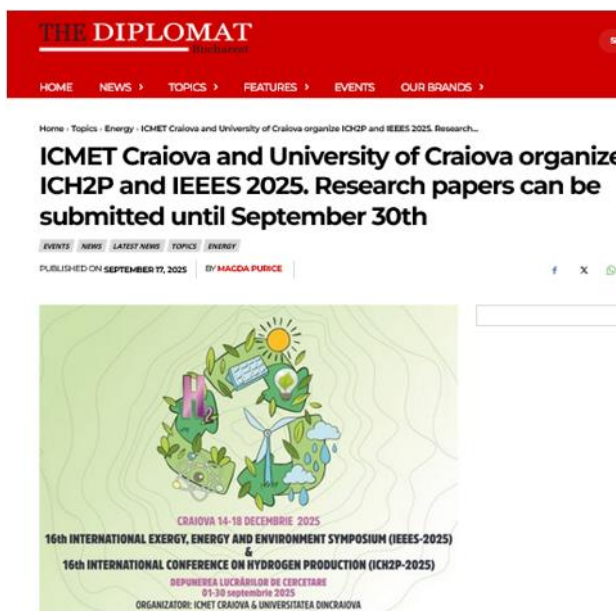 THE DIPLOMAT
Bucharest
HOME NEWS › TOPICS › FEATURES › EVENTS OUR BRANDS ›
Home › Topics › Energy › ICMET Craiova and University of Craiova organize ICH2P and IEEES 2025. Research...
ICMET Craiova and University of Craiova organize
ICH2P and IEEES 2025. Research papers can be
submitted until September 30th
EVENTS NEWS LATEST NEWS TOPICS ENERGY
PUBLISHED ON SEPTEMBER 17, 2025 BY MAGDA PURICE
H2
CRAIOVA 14-18 DECEMBRIE 2025
16th INTERNATIONAL EXERGY, ENERGY AND ENVIRONMENT SYMPOSIUM (IEEES-2025)
&
16th INTERNATIONAL CONFERENCE ON HYDROGEN PRODUCTION (ICH2P-2025)
DEPUNEREA LUCRĂRILOR DE CERCETARE
01-30 septembrie 2025
ORGANIZATORI: ICMET CRAIOVA & UNIVERSITATEA DINCRAIOVA